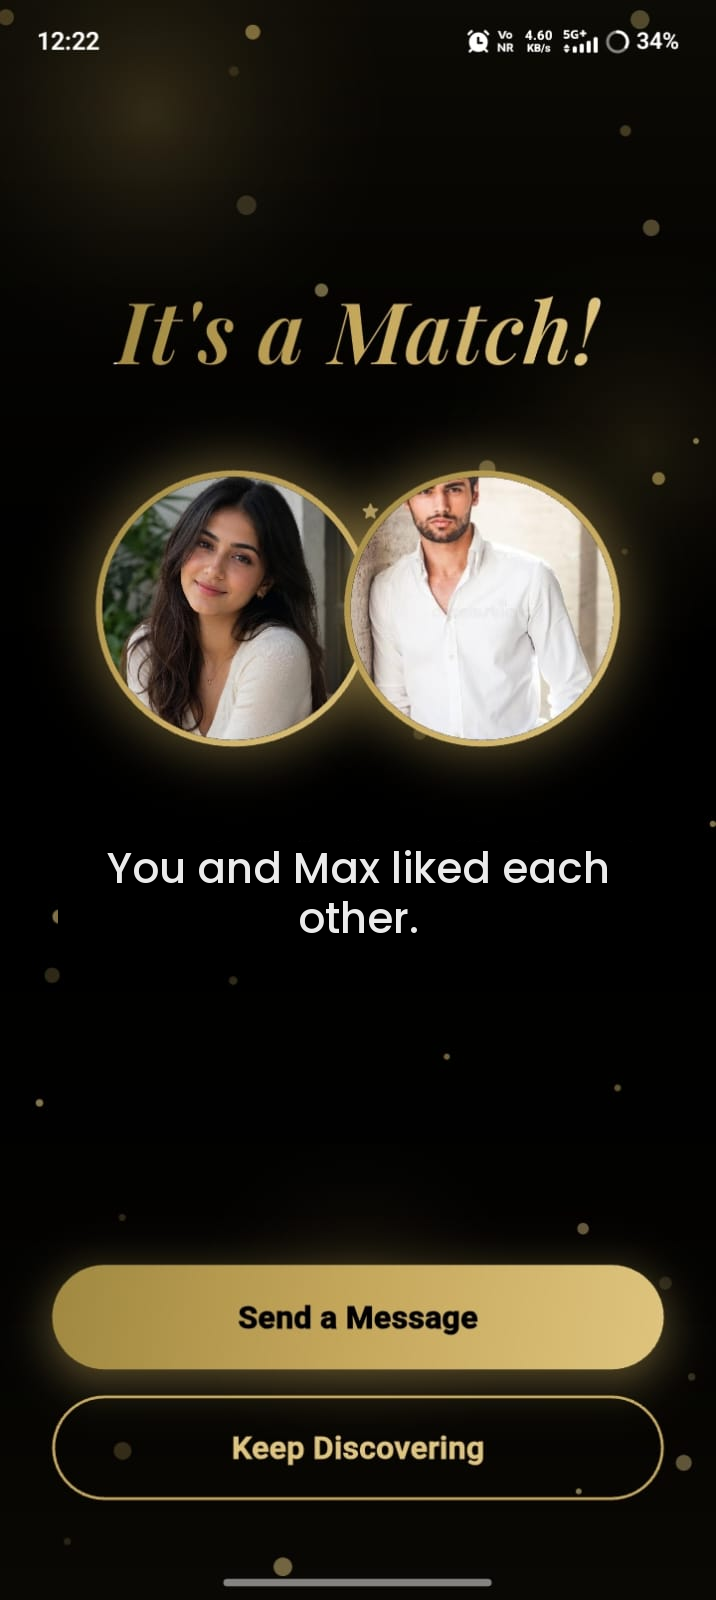 12:22
Vo NR 4.60 KB/s 5G+ 34%
It's a Match!
You and Max liked each
other.
Send a Message
Keep Discovering